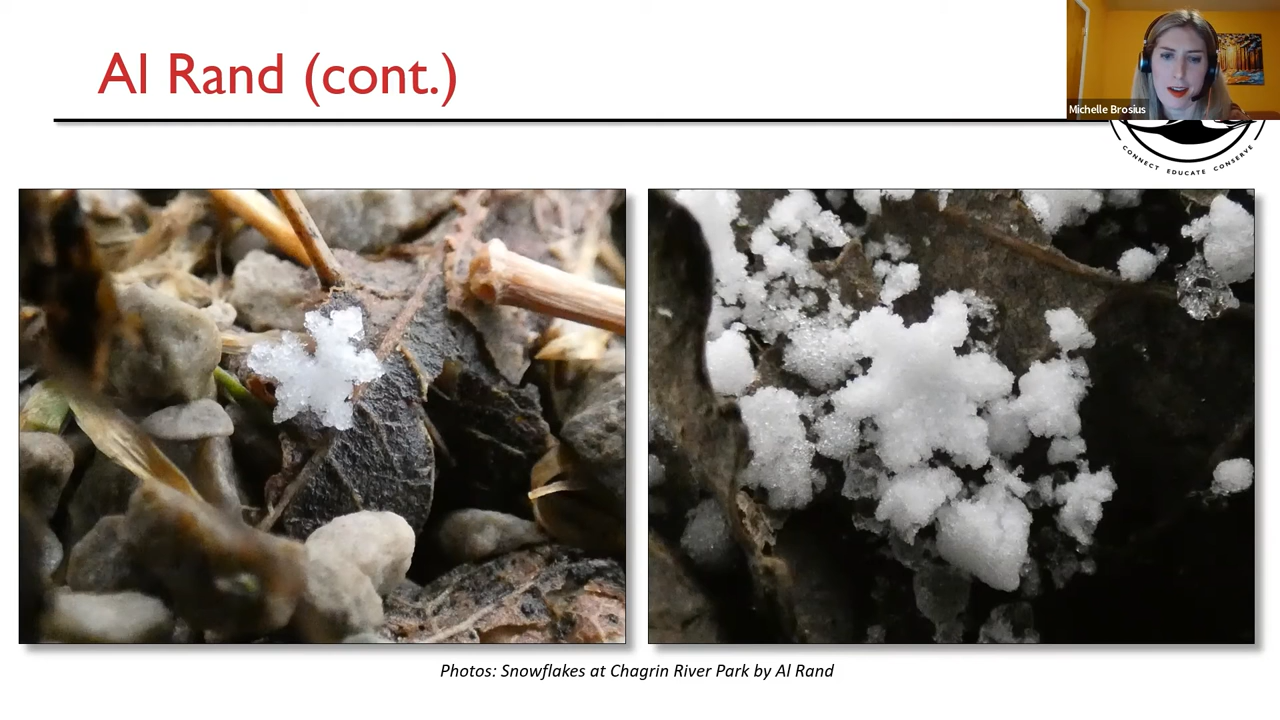 Al Rand (cont.)
Michelle Brosius
CONNECT EDUCATE CONSERVE
Photos: Snowflakes at Chagrin River Park by Al Rand